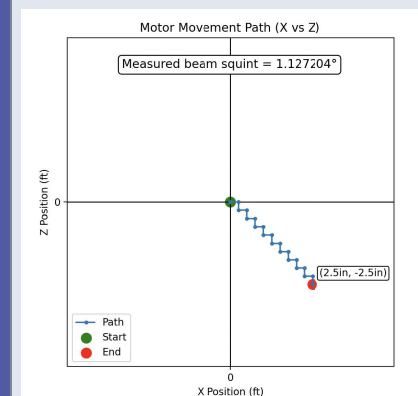 Motor Movement Path (X vs Z)
Measured beam squint = 1.127204°
Z Position (ft)
0
(2.5in, -2.5in)
Path
Start
End
0
X Position (ft)